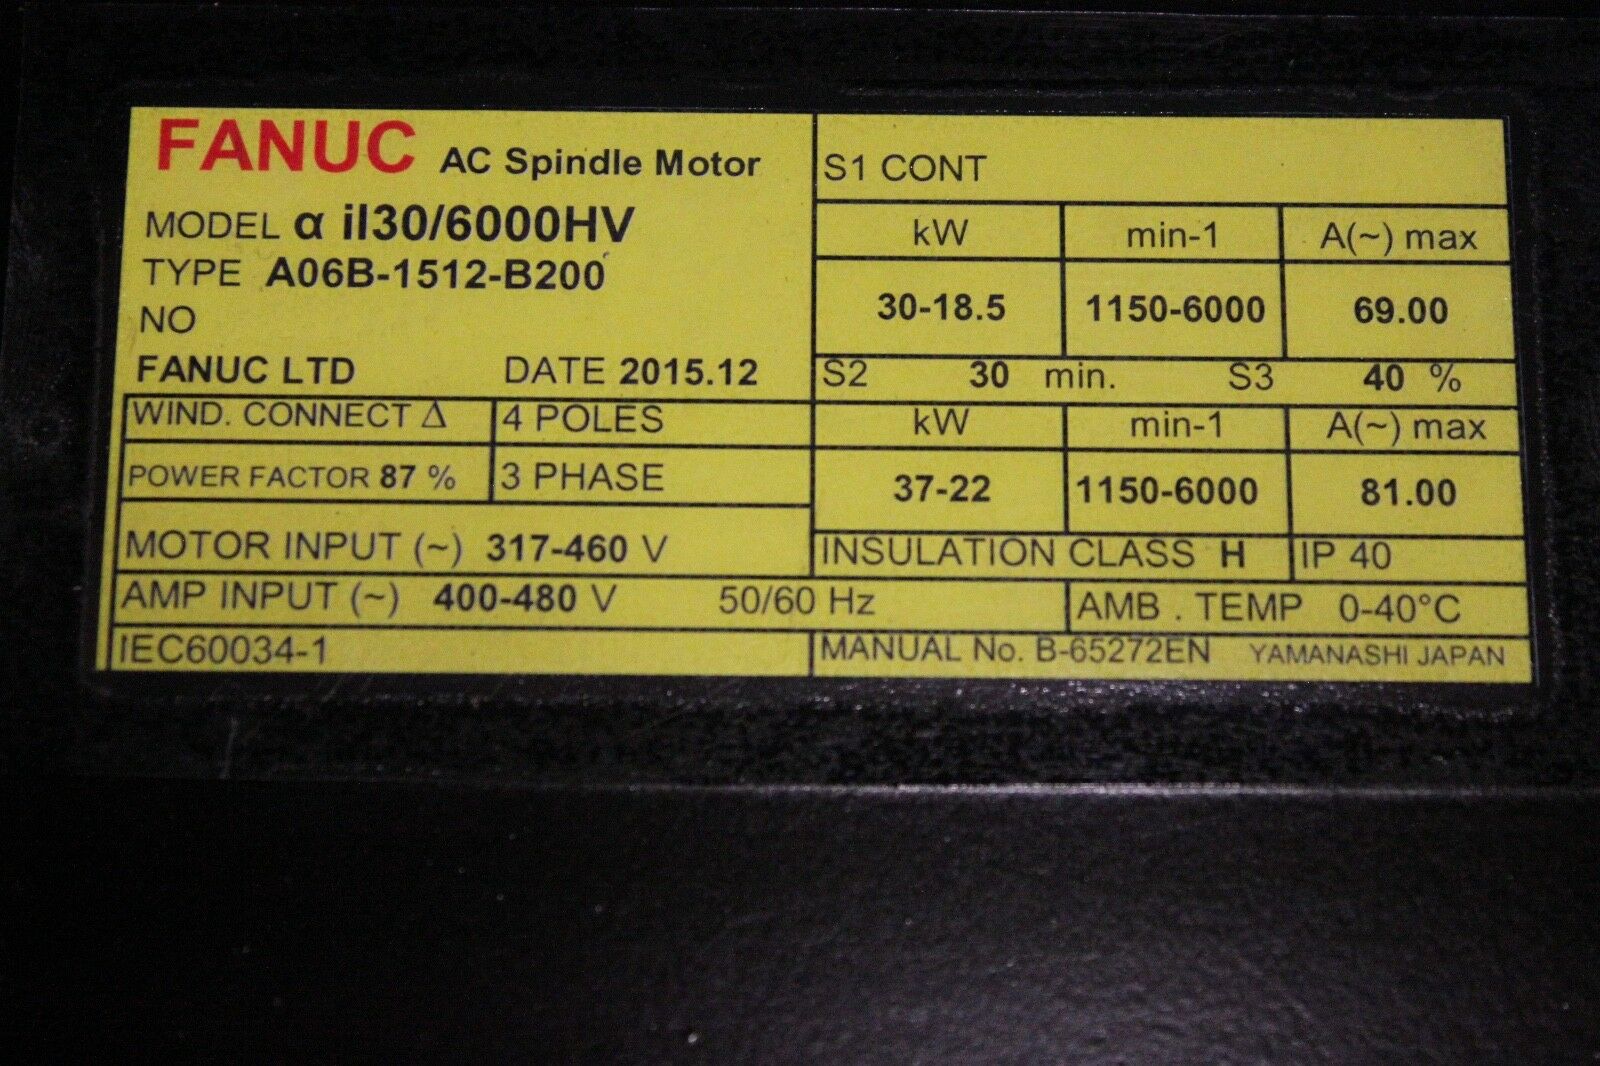 FANUC AC Spindle Motor
MODEL α iI30/6000HV
TYPE A06B-1512-B200
NO
FANUC LTD DATE 2015.12
WIND. CONNECT Δ 4 POLES
POWER FACTOR 87 % 3 PHASE
MOTOR INPUT (~) 317-460 V
AMP INPUT (~) 400-480 V 50/60 Hz
IEC60034-1
S1 CONT
kW min-1 A(~) max
30-18.5 1150-6000 69.00
S2 30 min. S3 40 %
kW min-1 A(~) max
37-22 1150-6000 81.00
INSULATION CLASS H IP 40
AMB . TEMP 0-40°C
MANUAL No. B-65272EN YAMANASHI JAPAN